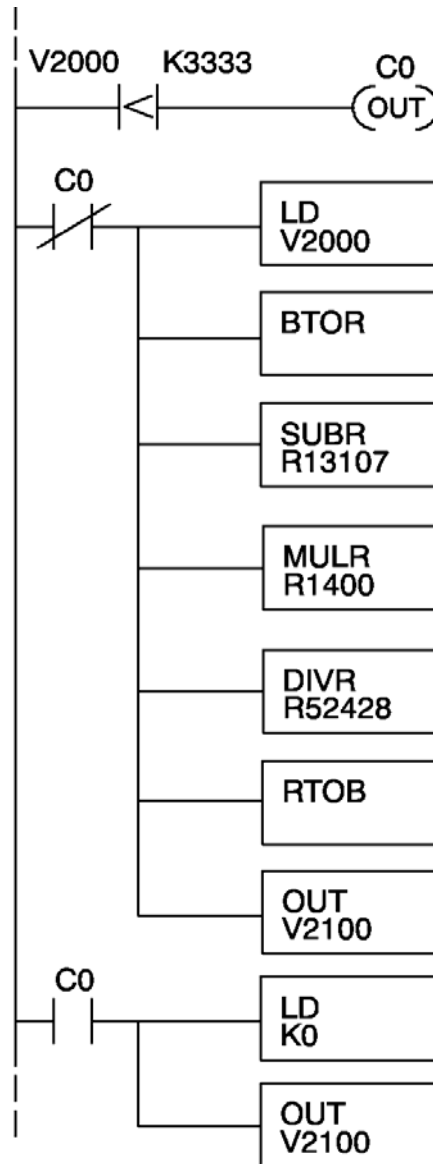 V2000 K3333 C0
< OUT
C0
LD
V2000
BTOR
SUBR
R13107
MULR
R1400
DIVR
R52428
RTOB
OUT
V2100
C0
LD
K0
OUT
V2100